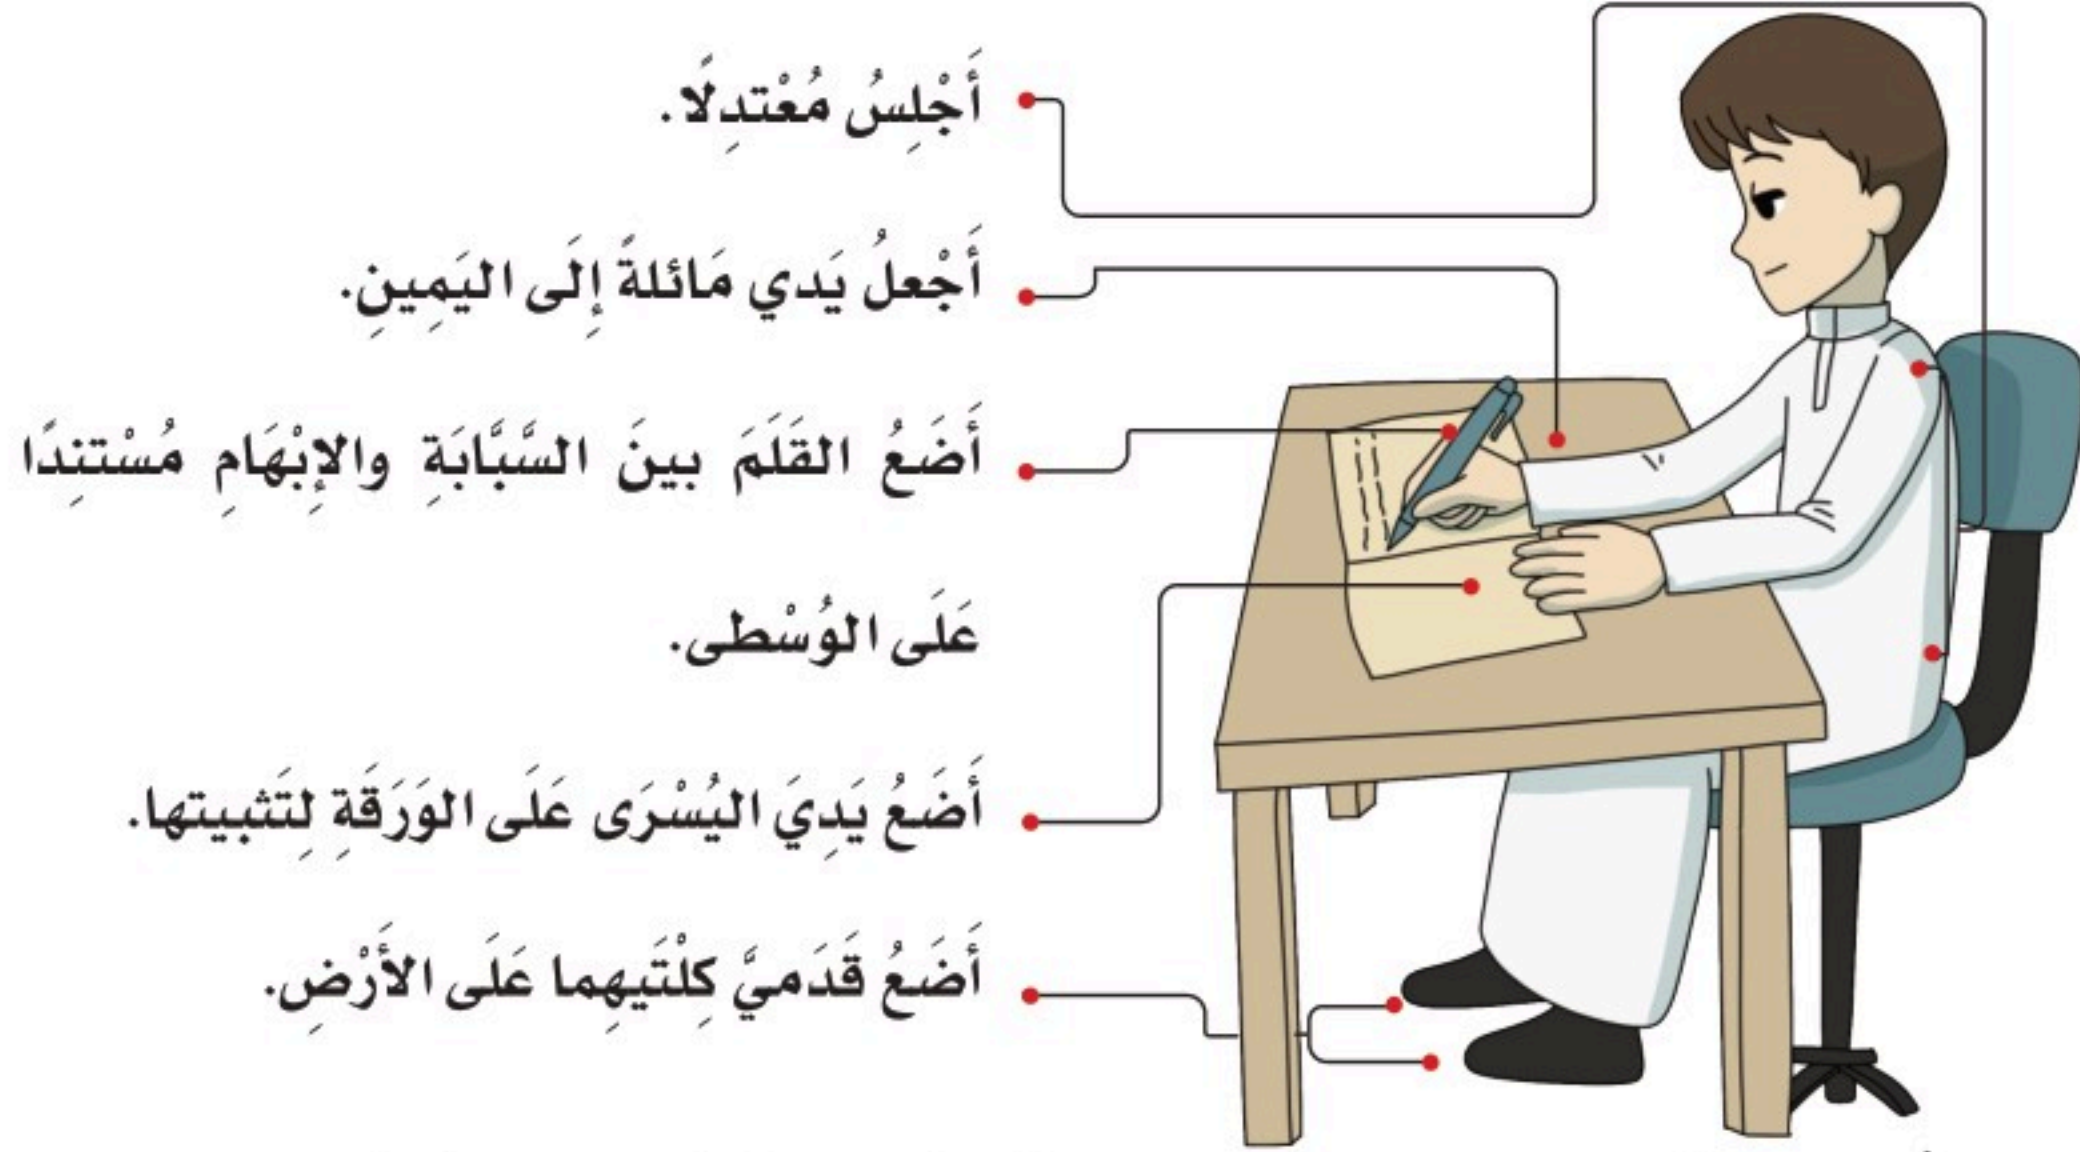 أَجْلِسُ مُعْتدِلًا.
أَجْعلُ يَدي مَائلةً إِلَى اليَمِينِ.
أَضَعُ القَلَمَ بينَ السَّبَّابَةِ والإِبْهَامِ مُسْتنِدًا
عَلَى الوُسْطى.
أَضَعُ يَدِيَ اليُسْرَى عَلَى الوَرَقَةِ لِتَثبيتها.
أَضَعُ قَدَميَّ كِلْتَيهِما عَلَى الأَرْضِ.